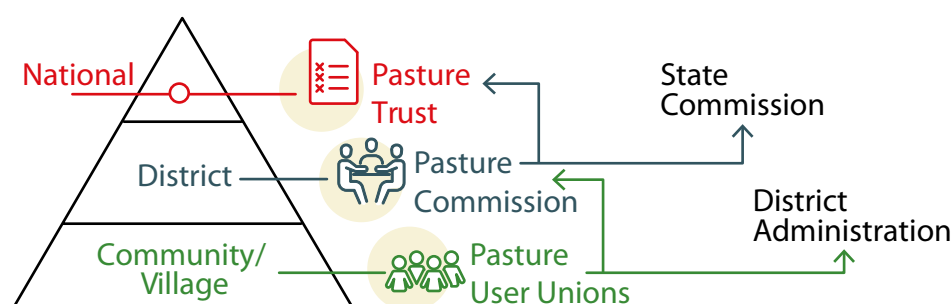 National
Pasture
Trust
State
Commission
District
Pasture
Commission
District
Administration
Community/
Village
Pasture
User Unions